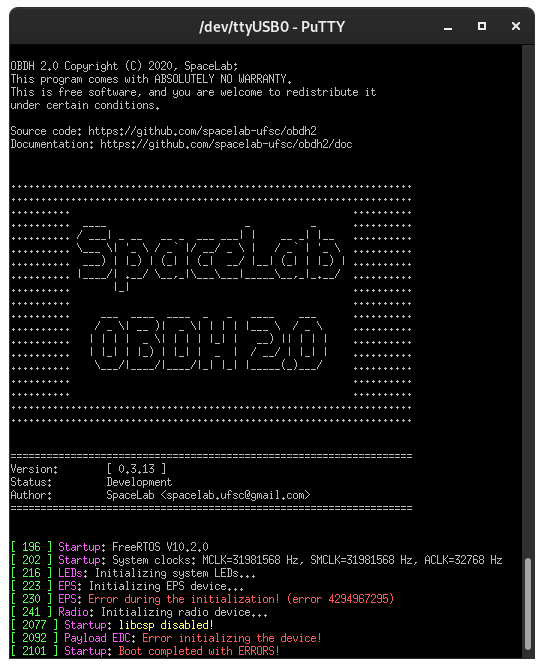 /dev/ttyUSB0 - PuTTY
OBDH 2.0 Copyright (C) 2020, SpaceLab;
This program comes with ABSOLUTELY NO WARRANTY.
This is free software, and you are welcome to redistribute it
under certain conditions.
Source code: https://github.com/spacelab-ufsc/obdh2
Documentation: https://github.com/spacelab-ufsc/obdh2/doc
SpaceLab
OBDH 2.0
Version: [ 0.3.13 ]
Status: Development
Author: SpaceLab <spacelab.ufsc@gmail.com>
[ 196 ] Startup: FreeRTOS V10.2.0
[ 202 ] Startup: System clocks: MCLK=31981568 Hz, SMCLK=31981568 Hz, ACLK=32768 Hz
[ 216 ] LEDs: Initializing system LEDs...
[ 223 ] EPS: Initializing EPS device...
[ 230 ] EPS: Error during the initialization! (error 4294967295)
[ 241 ] Radio: Initializing radio device...
[ 2077 ] Startup: libcsp disabled!
[ 2092 ] Payload EDC: Error initializing the device!
[ 2101 ] Startup: Boot completed with ERRORS!